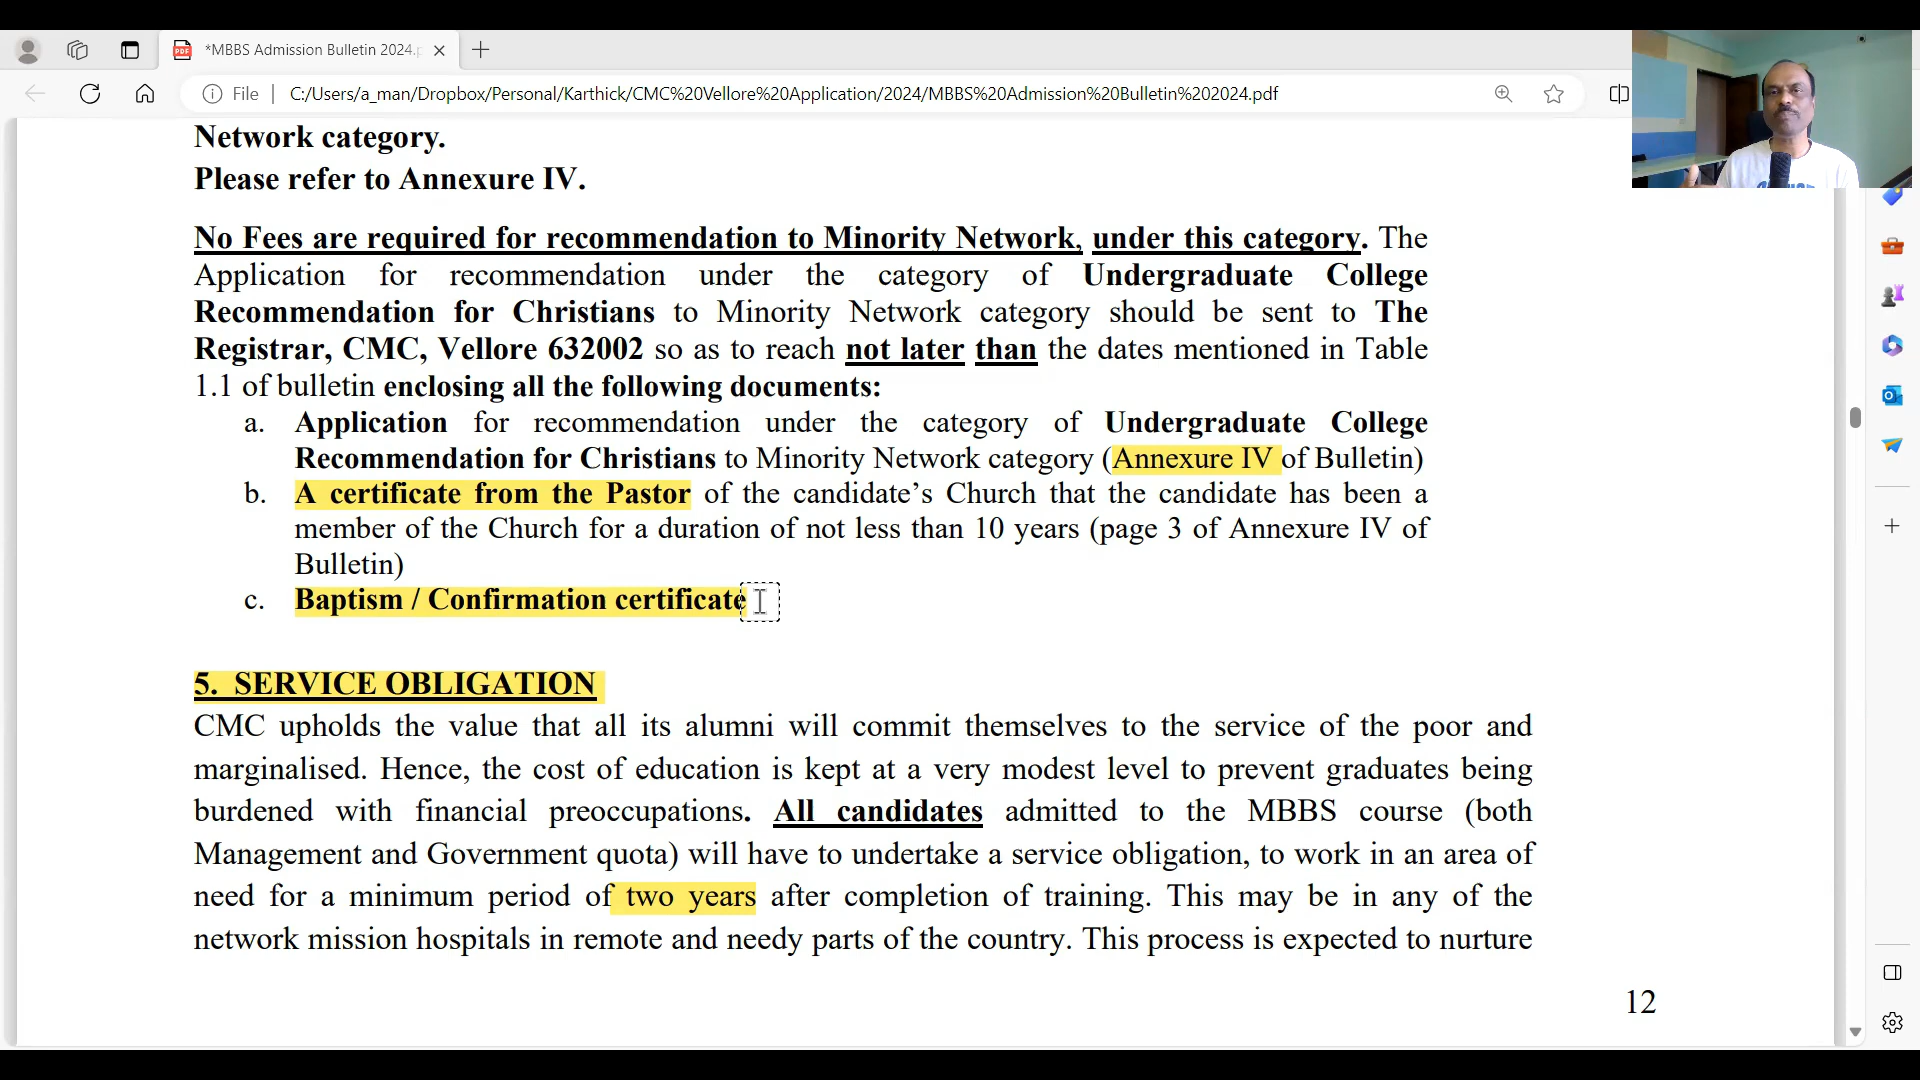 *MBBS Admission Bulletin 2024.p
File | C:/Users/a_man/Dropbox/Personal/Karthick/CMC%20Vellore%20Application/2024/MBBS%20Admission%20Bulletin%202024.pdf
Network category.
Please refer to Annexure IV.
No Fees are required for recommendation to Minority Network, under this category. The
Application for recommendation under the category of Undergraduate College
Recommendation for Christians to Minority Network category should be sent to The
Registrar, CMC, Vellore 632002 so as to reach not later than the dates mentioned in Table
1.1 of bulletin enclosing all the following documents:
a. Application for recommendation under the category of Undergraduate College
Recommendation for Christians to Minority Network category (Annexure IV of Bulletin)
b. A certificate from the Pastor of the candidate’s Church that the candidate has been a
member of the Church for a duration of not less than 10 years (page 3 of Annexure IV of
Bulletin)
c. Baptism / Confirmation certificate
5. SERVICE OBLIGATION
CMC upholds the value that all its alumni will commit themselves to the service of the poor and
marginalised. Hence, the cost of education is kept at a very modest level to prevent graduates being
burdened with financial preoccupations. All candidates admitted to the MBBS course (both
Management and Government quota) will have to undertake a service obligation, to work in an area of
need for a minimum period of two years after completion of training. This may be in any of the
network mission hospitals in remote and needy parts of the country. This process is expected to nurture
12